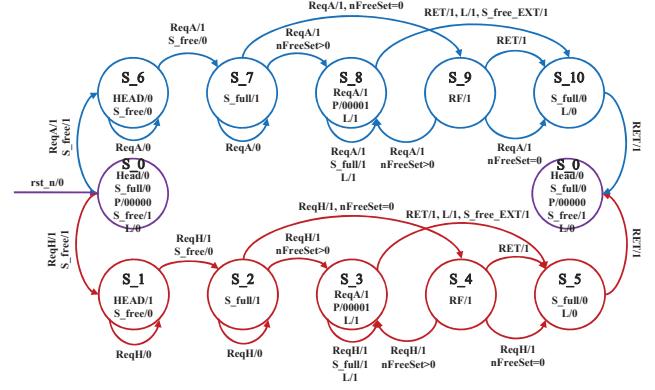 ReqA/1, nFreeSet=0
RET/1, L/1, S_free_EXT/1
ReqA/1
S_free/0
ReqA/1
nFreeSet>0
RET/1
S_6
HEAD/0
S_free/0
S_7
S_full/1
S_8
ReqA/1
P/00001
L/1
S_9
RF/1
S_10
S_full/0
L/0
ReqA/1
S_free/1
ReqA/0
ReqA/0
ReqA/1
S_full/1
L/1
ReqA/1
nFreeSet>0
ReqA/1
nFreeSet=0
RET/1
rst_n/0
S_0
Head/0
S_full/0
P/00000
S_free/1
L/0
S_0
Head/0
S_full/0
P/00000
S_free/1
L/0
ReqH/1, nFreeSet=0
RET/1, L/1, S_free_EXT/1
ReqH/1
S_free/1
ReqH/1
S_free/0
ReqH/1
nFreeSet>0
RET/1
RET/1
S_1
HEAD/1
S_free/0
S_2
S_full/1
S_3
ReqA/1
P/00001
L/1
S_4
RF/1
S_5
S_full/0
L/0
ReqH/0
ReqH/0
ReqH/1
S_full/1
L/1
ReqH/1
nFreeSet>0
ReqH/1
nFreeSet=0